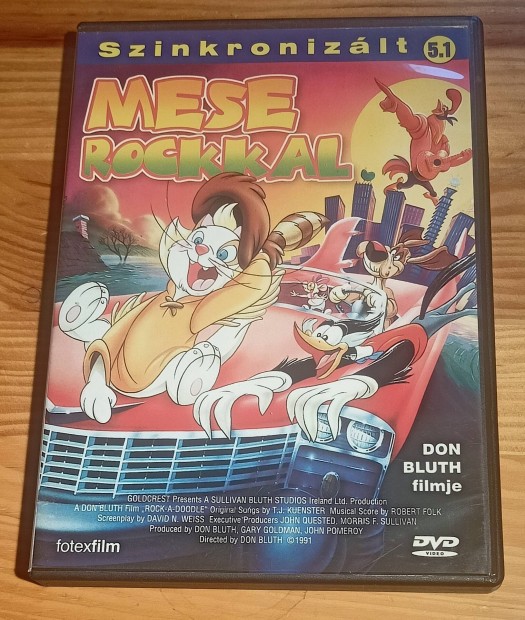 Szinkronizált 5.1
MESE
ROCKKAL
DON
BLUTH
filmje
GOLDCREST Presents A SULLIVAN BLUTH STUDIOS Ireland Ltd. Production
A DON BLUTH Film „ROCK-A-DOODLE" Original Songs by T.J. KUENSTER Musical Score by ROBERT FOLK
Screenplay by DAVID N. WEISS Executive Producers JOHN QUESTED, MORRIS F. SULLIVAN
Produced by DON BLUTH, GARY GOLDMAN, JOHN POMEROY
Directed by DON BLUTH ©1991
fotexfilm
DVD
VIDEO